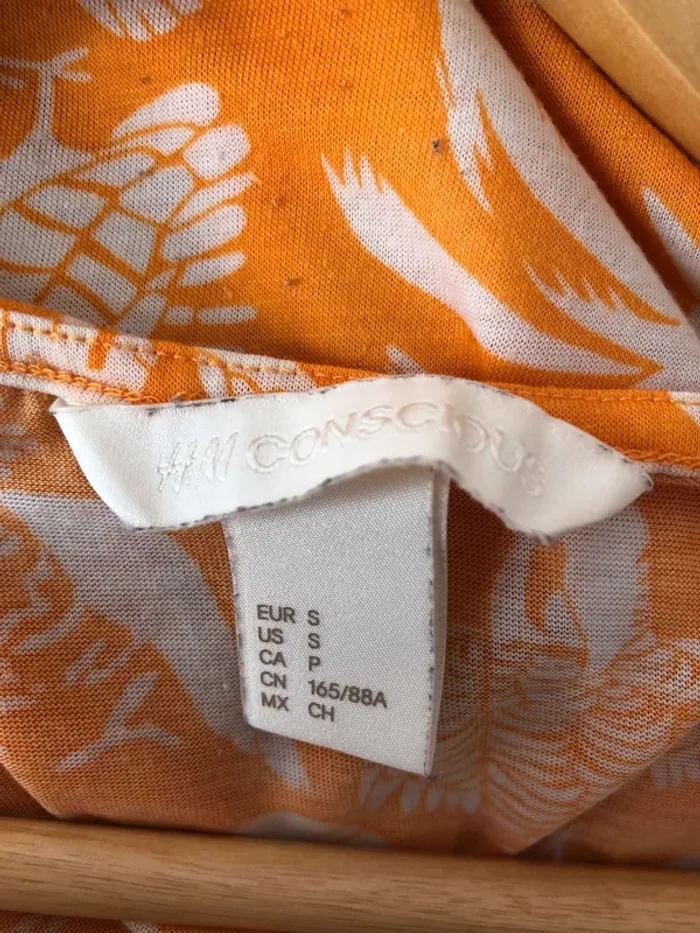 H&M CONSCIOUS
EUR S
US S
CA P
CN 165/88A
MX CH